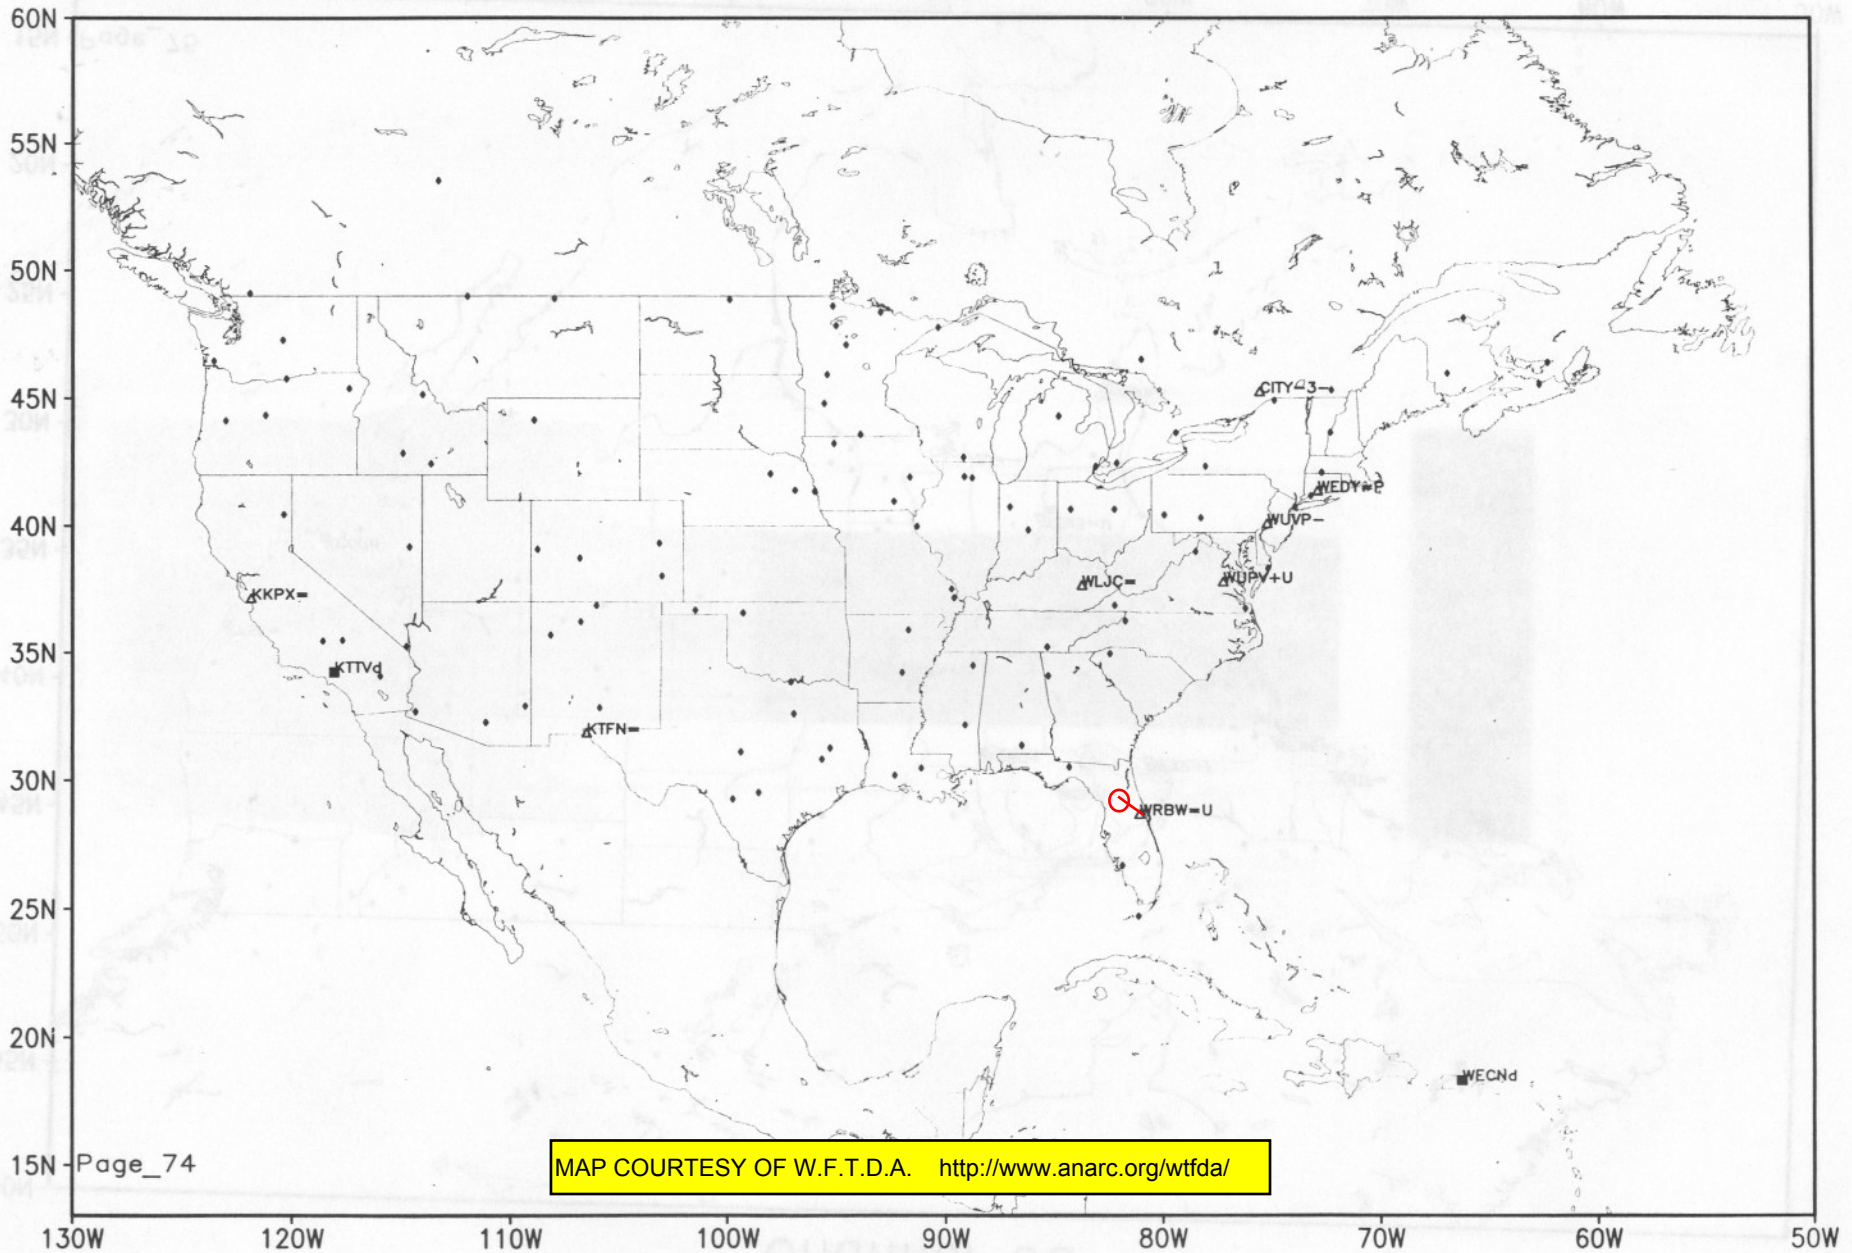 60N
55N
50N
45N
40N
35N
30N
25N
20N
15N
130W 120W 110W 100W 90W 80W 70W 60W 50W
CITY
WEDY=P
WUVP-
WLJC=
WUPV+U
KKPX=
KTTVd
KTFN=
WRBW=U
WECNd
Page_74
MAP COURTESY OF W.F.T.D.A. http://www.anarc.org/wtfda/